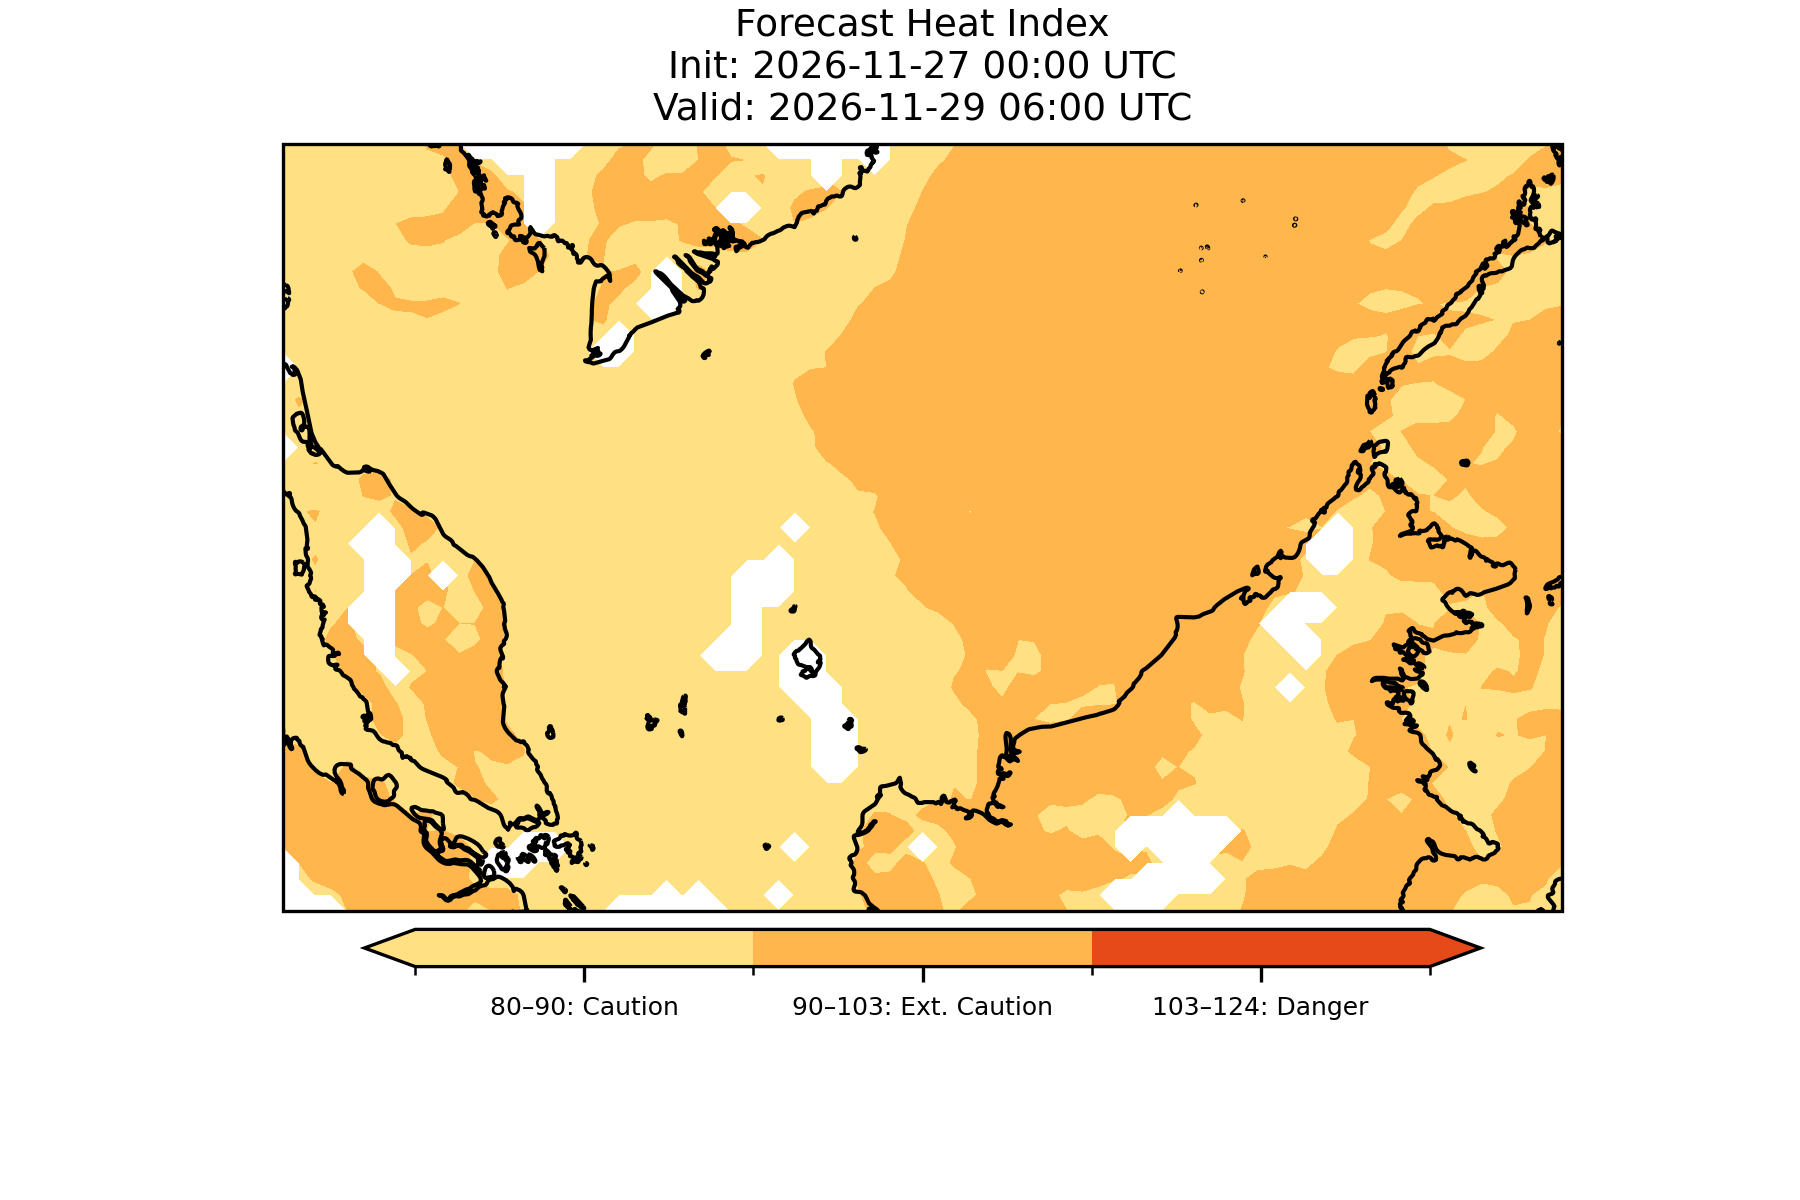 Forecast Heat Index
Init: 2026-11-27 00:00 UTC
Valid: 2026-11-29 06:00 UTC
80–90: Caution
90–103: Ext. Caution
103–124: Danger